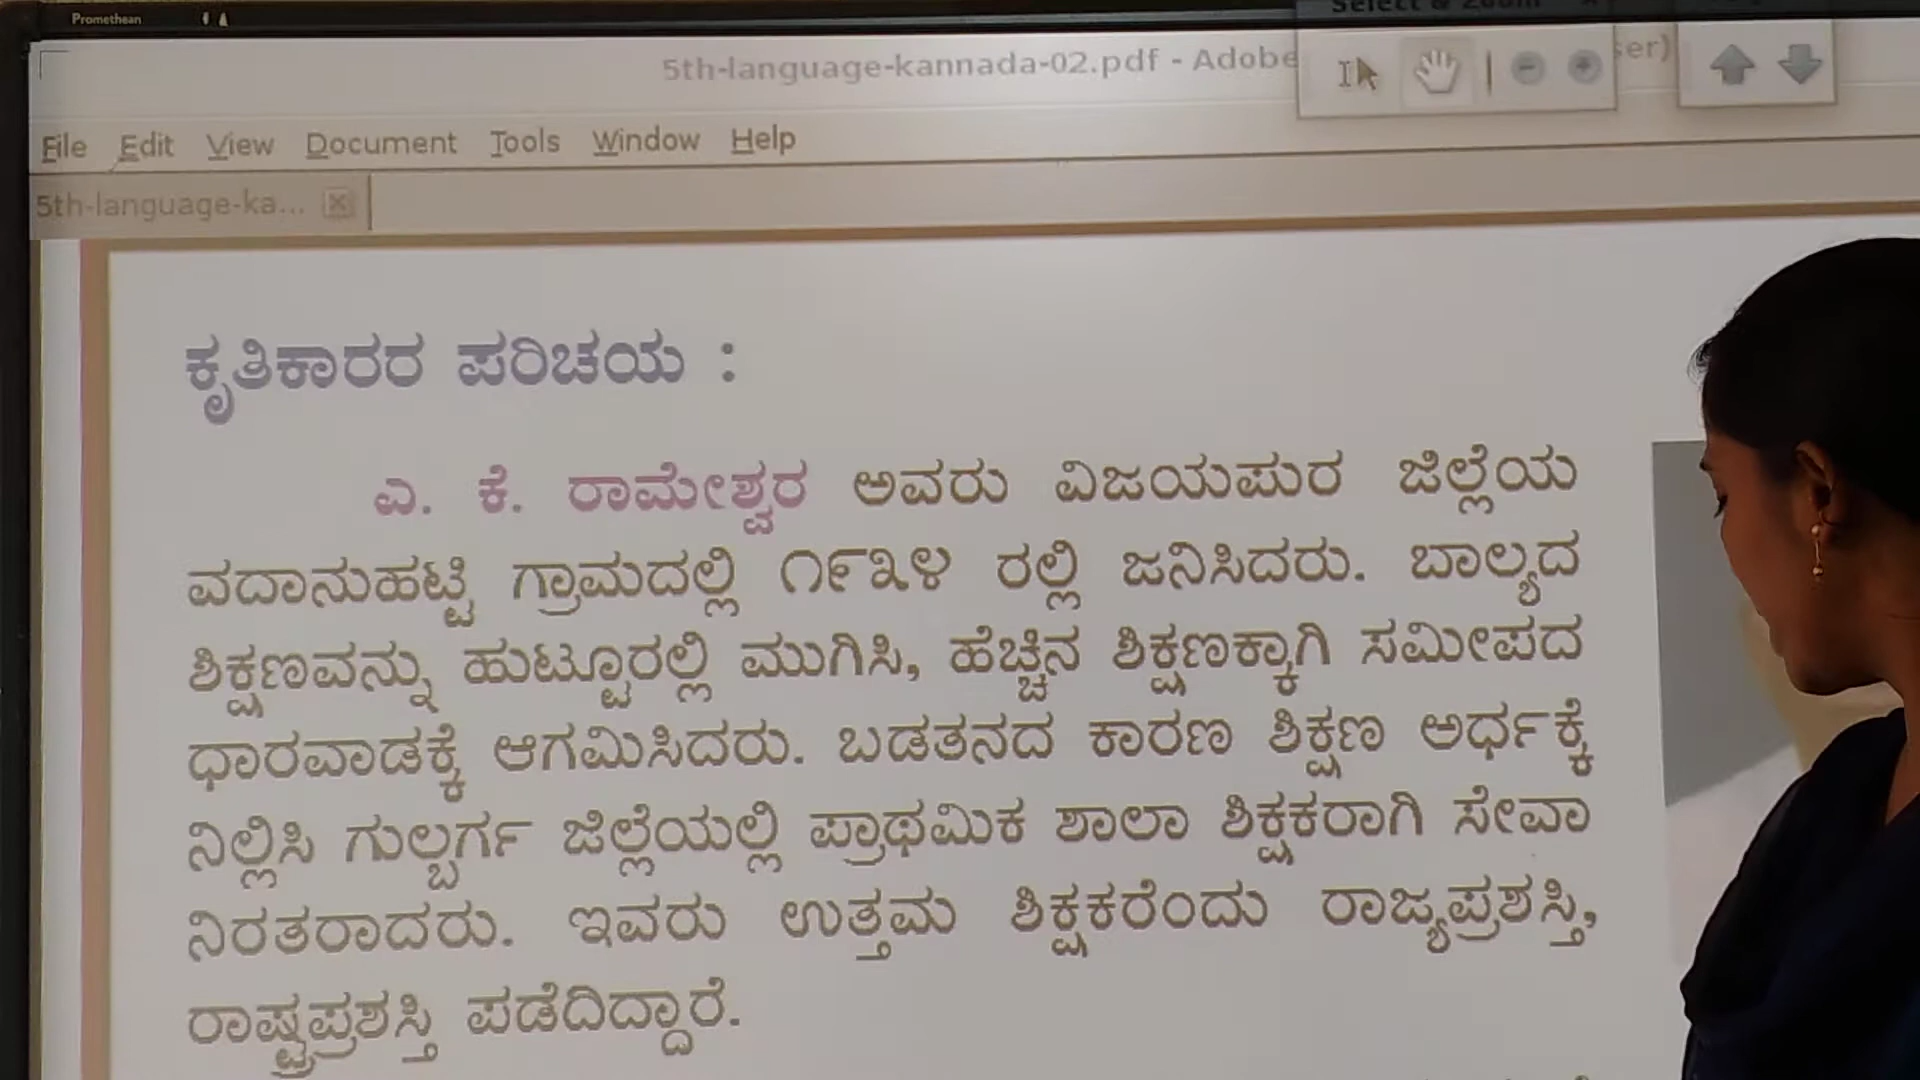 Promethean
Select & Zoom
5th-language-kannada-02.pdf - Adobe
ser)
File Edit View Document Tools Window Help
5th-language-ka...
ಕೃತಿಕಾರರ ಪರಿಚಯ :
ಎ. ಕೆ. ರಾಮೇಶ್ವರ ಅವರು ವಿಜಯಪುರ ಜಿಲ್ಲೆಯ
ವದಾನುಹಟ್ಟಿ ಗ್ರಾಮದಲ್ಲಿ ೧೯೩೪ ರಲ್ಲಿ ಜನಿಸಿದರು. ಬಾಲ್ಯದ
ಶಿಕ್ಷಣವನ್ನು ಹುಟ್ಟೂರಲ್ಲಿ ಮುಗಿಸಿ, ಹೆಚ್ಚಿನ ಶಿಕ್ಷಣಕ್ಕಾಗಿ ಸಮೀಪದ
ಧಾರವಾಡಕ್ಕೆ ಆಗಮಿಸಿದರು. ಬಡತನದ ಕಾರಣ ಶಿಕ್ಷಣ ಅರ್ಧಕ್ಕೆ
ನಿಲ್ಲಿಸಿ ಗುಲ್ಬರ್ಗ ಜಿಲ್ಲೆಯಲ್ಲಿ ಪ್ರಾಥಮಿಕ ಶಾಲಾ ಶಿಕ್ಷಕರಾಗಿ ಸೇವಾ
ನಿರತರಾದರು. ಇವರು ಉತ್ತಮ ಶಿಕ್ಷಕರೆಂದು ರಾಜ್ಯಪ್ರಶಸ್ತಿ,
ರಾಷ್ಟ್ರಪ್ರಶಸ್ತಿ ಪಡೆದಿದ್ದಾರೆ.